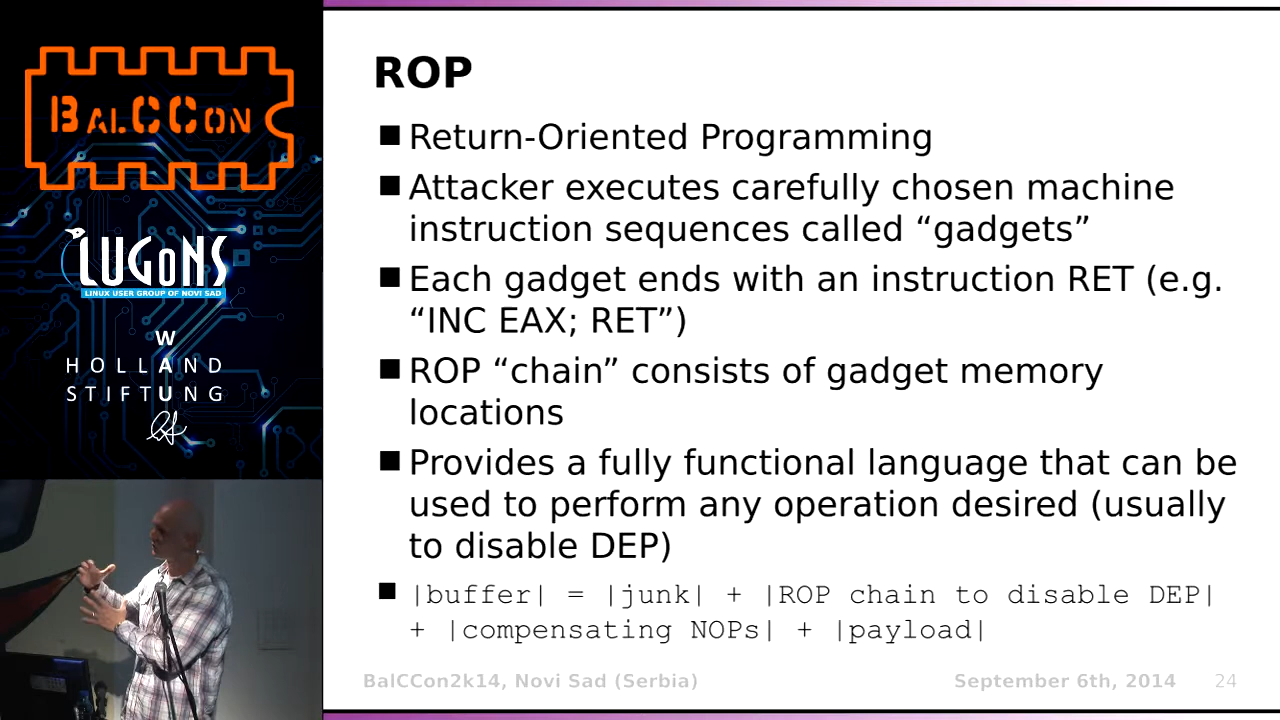 BALCCON
LUGONS
LINUX USER GROUP OF NOVI SAD
W
HOLLAND
STIFTUNG
ROP
■ Return-Oriented Programming
■ Attacker executes carefully chosen machine
instruction sequences called “gadgets”
■ Each gadget ends with an instruction RET (e.g.
“INC EAX; RET”)
■ ROP “chain” consists of gadget memory
locations
■ Provides a fully functional language that can be
used to perform any operation desired (usually
to disable DEP)
■ |buffer| = |junk| + |ROP chain to disable DEP|
+ |compensating NOPs| + |payload|
BalCCon2k14, Novi Sad (Serbia) September 6th, 2014 24